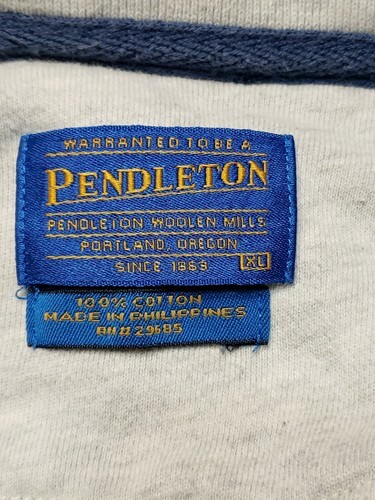 WARRANTED TO BE A
PENDLETON
PENDLETON WOOLEN MILLS
PORTLAND, OREGON
SINCE 1863 XL
100% COTTON
MADE IN PHILIPPINES
RN# 29685